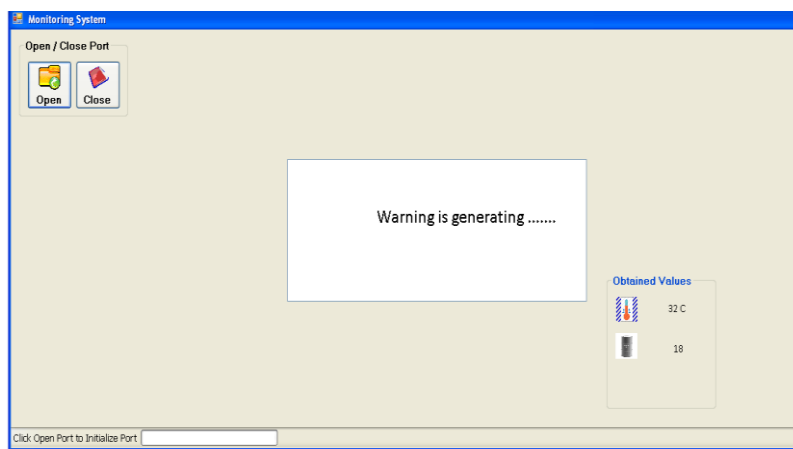 Monitoring System
Open / Close Port
Open
Close
Warning is generating .......
Obtained Values
32 C
18
Click Open Port to Initialize Port